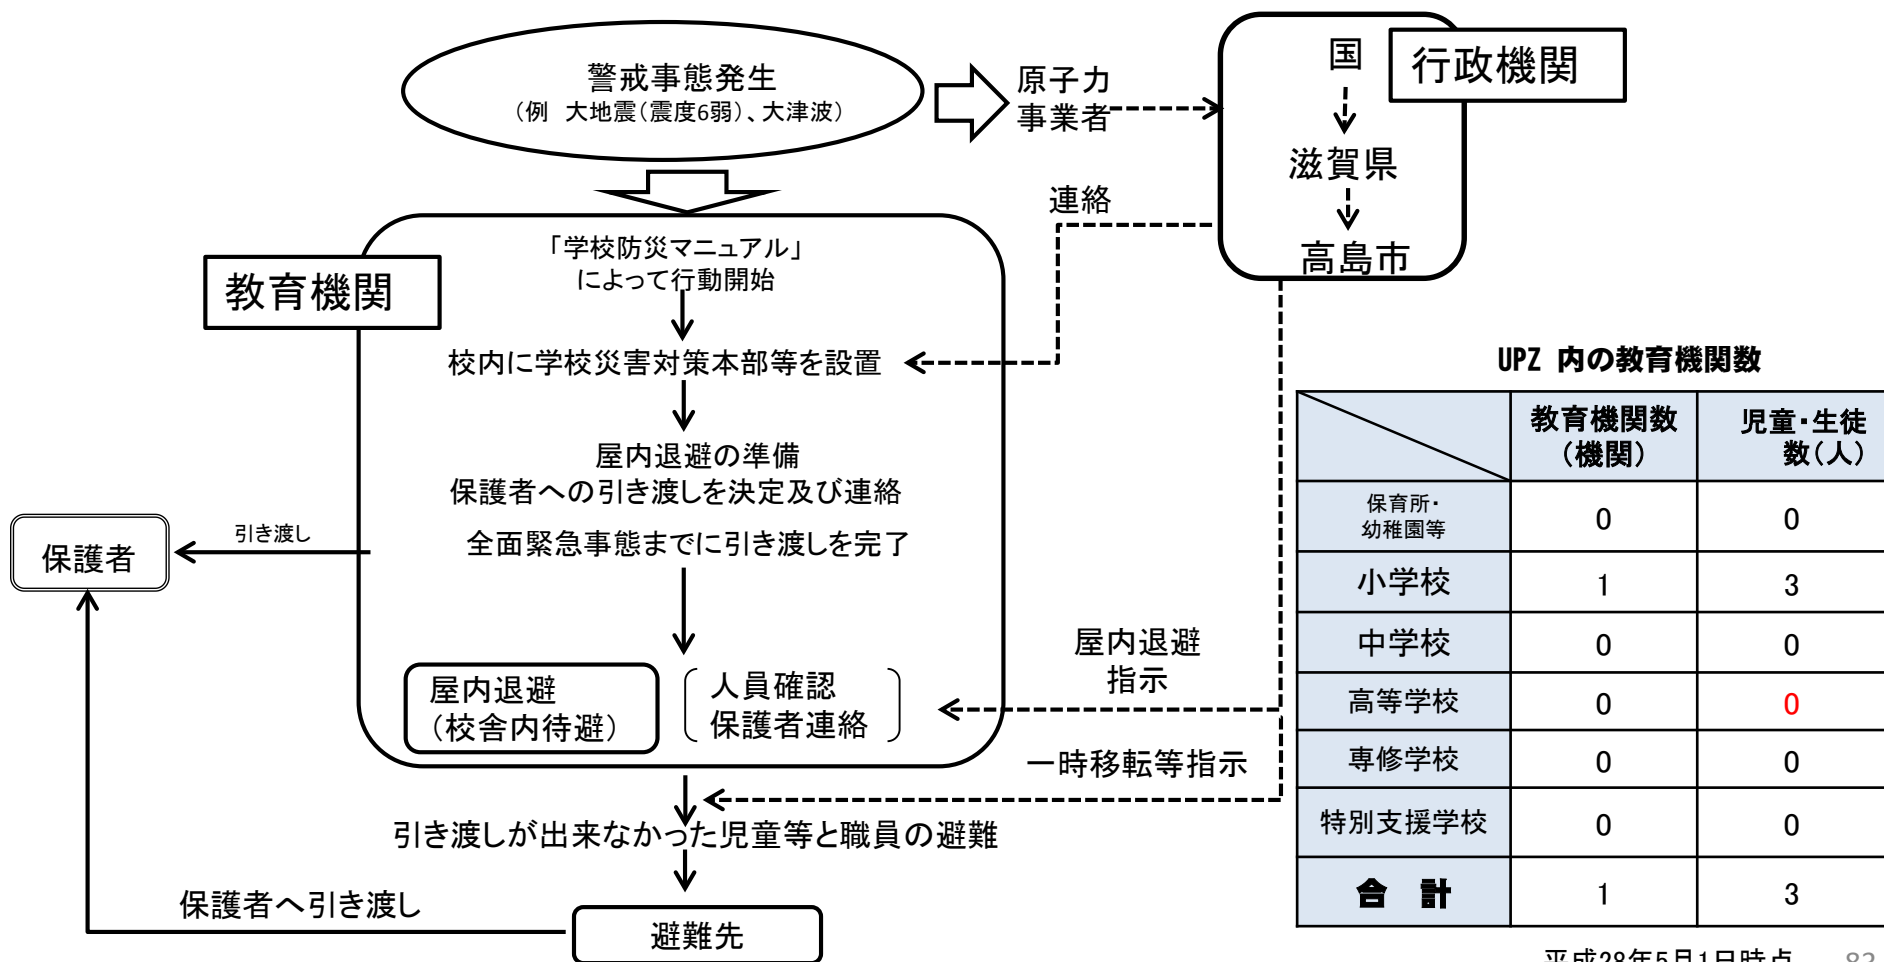 警戒事態発生
（例　大地震（震度6弱）、大津波）
原子力
事業者
国
行政機関
滋賀県
高島市
連絡
教育機関
「学校防災マニュアル」
によって行動開始
校内に学校災害対策本部等を設置
屋内退避の準備
保護者への引き渡しを決定及び連絡
全面緊急事態までに引き渡しを完了
引き渡し
保護者
屋内退避
（校舎内待避）
人員確認
保護者連絡
屋内退避
指示
一時移転等指示
引き渡しが出来なかった児童等と職員の避難
保護者へ引き渡し
避難先
UPZ 内の教育機関数
教育機関数
（機関）
児童・生徒
数（人）
保育所・
幼稚園等
0
0
小学校
1
3
中学校
0
0
高等学校
0
0
専修学校
0
0
特別支援学校
0
0
合　計
1
3
平成28年5月1日時点